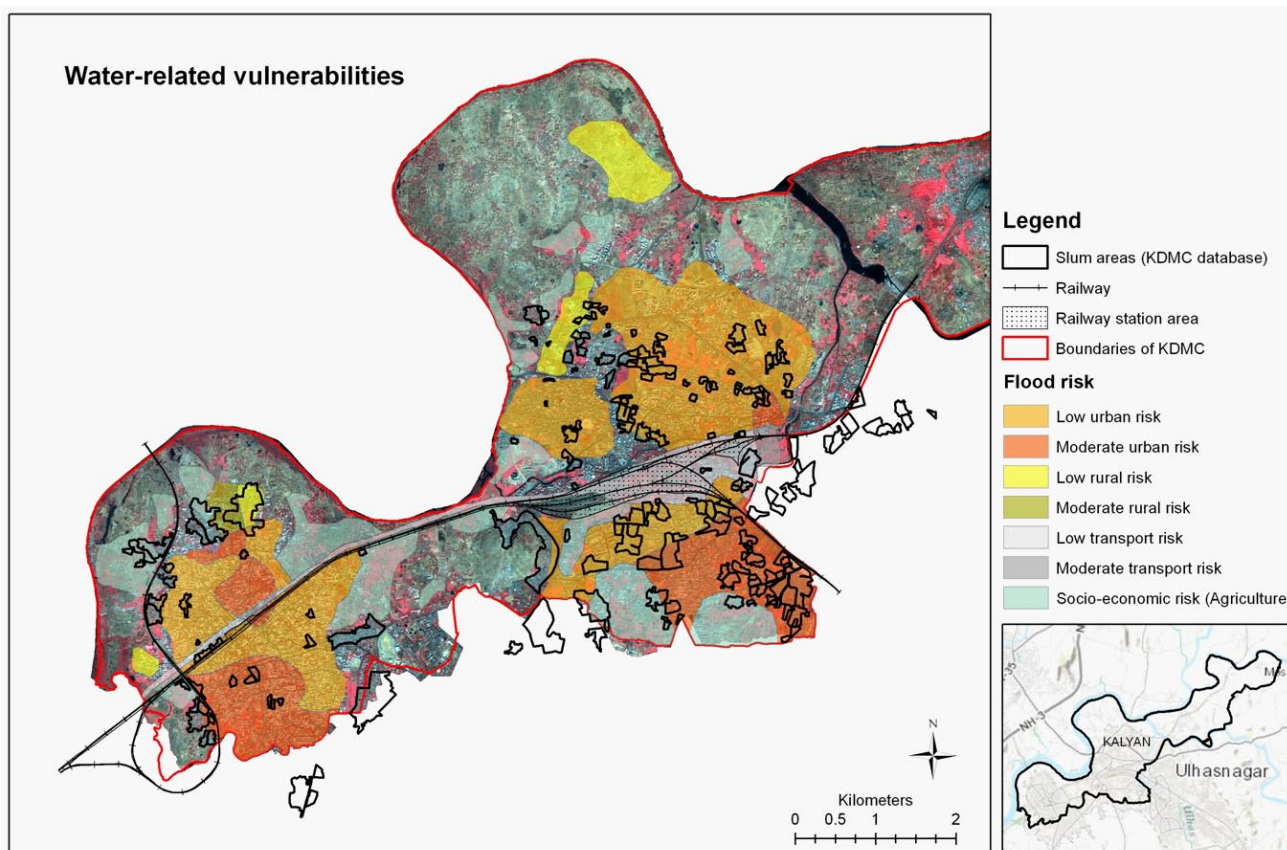 Water-related vulnerabilities
N
Kilometers
0 0.5 1 2
Legend
Slum areas (KDMC database)
Railway
Railway station area
Boundaries of KDMC
Flood risk
Low urban risk
Moderate urban risk
Low rural risk
Moderate rural risk
Low transport risk
Moderate transport risk
Socio-economic risk (Agriculture
NH-3
KALYAN
Ulhasnagar
Ulhas